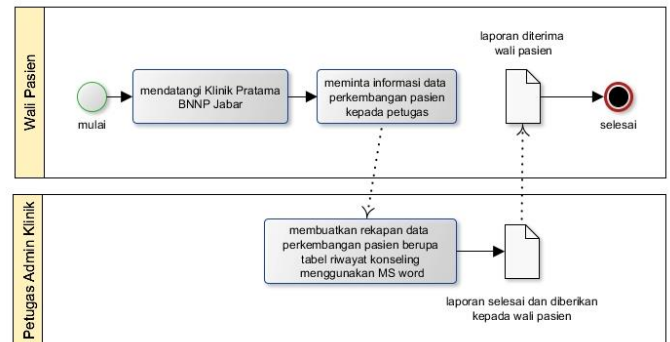 Wali Pasien
mulai
mendatangi Klinik Pratama
BNNP Jabar
meminta informasi data
perkembangan pasien
kepada petugas
laporan diterima
wali pasien
selesai
Petugas Admin Klinik
membuatkan rekapan data
perkembangan pasien berupa
tabel riwayat konseling
menggunakan MS word
laporan selesai dan diberikan
kepada wali pasien